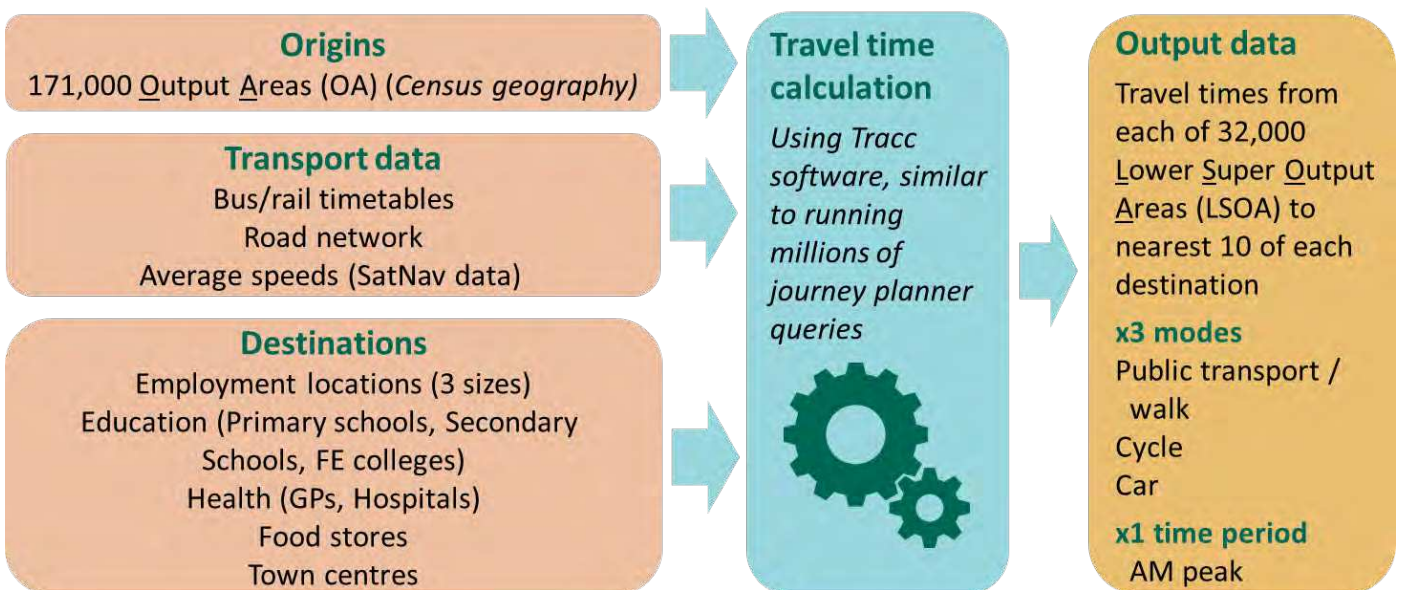 Origins
171,000 Output Areas (OA) (Census geography)
Transport data
Bus/rail timetables
Road network
Average speeds (SatNav data)
Destinations
Employment locations (3 sizes)
Education (Primary schools, Secondary
Schools, FE colleges)
Health (GPs, Hospitals)
Food stores
Town centres
Travel time
calculation
Using Tracc
software, similar
to running
millions of
journey planner
queries
Output data
Travel times from
each of 32,000
Lower Super Output
Areas (LSOA) to
nearest 10 of each
destination
x3 modes
Public transport /
walk
Cycle
Car
x1 time period
AM peak